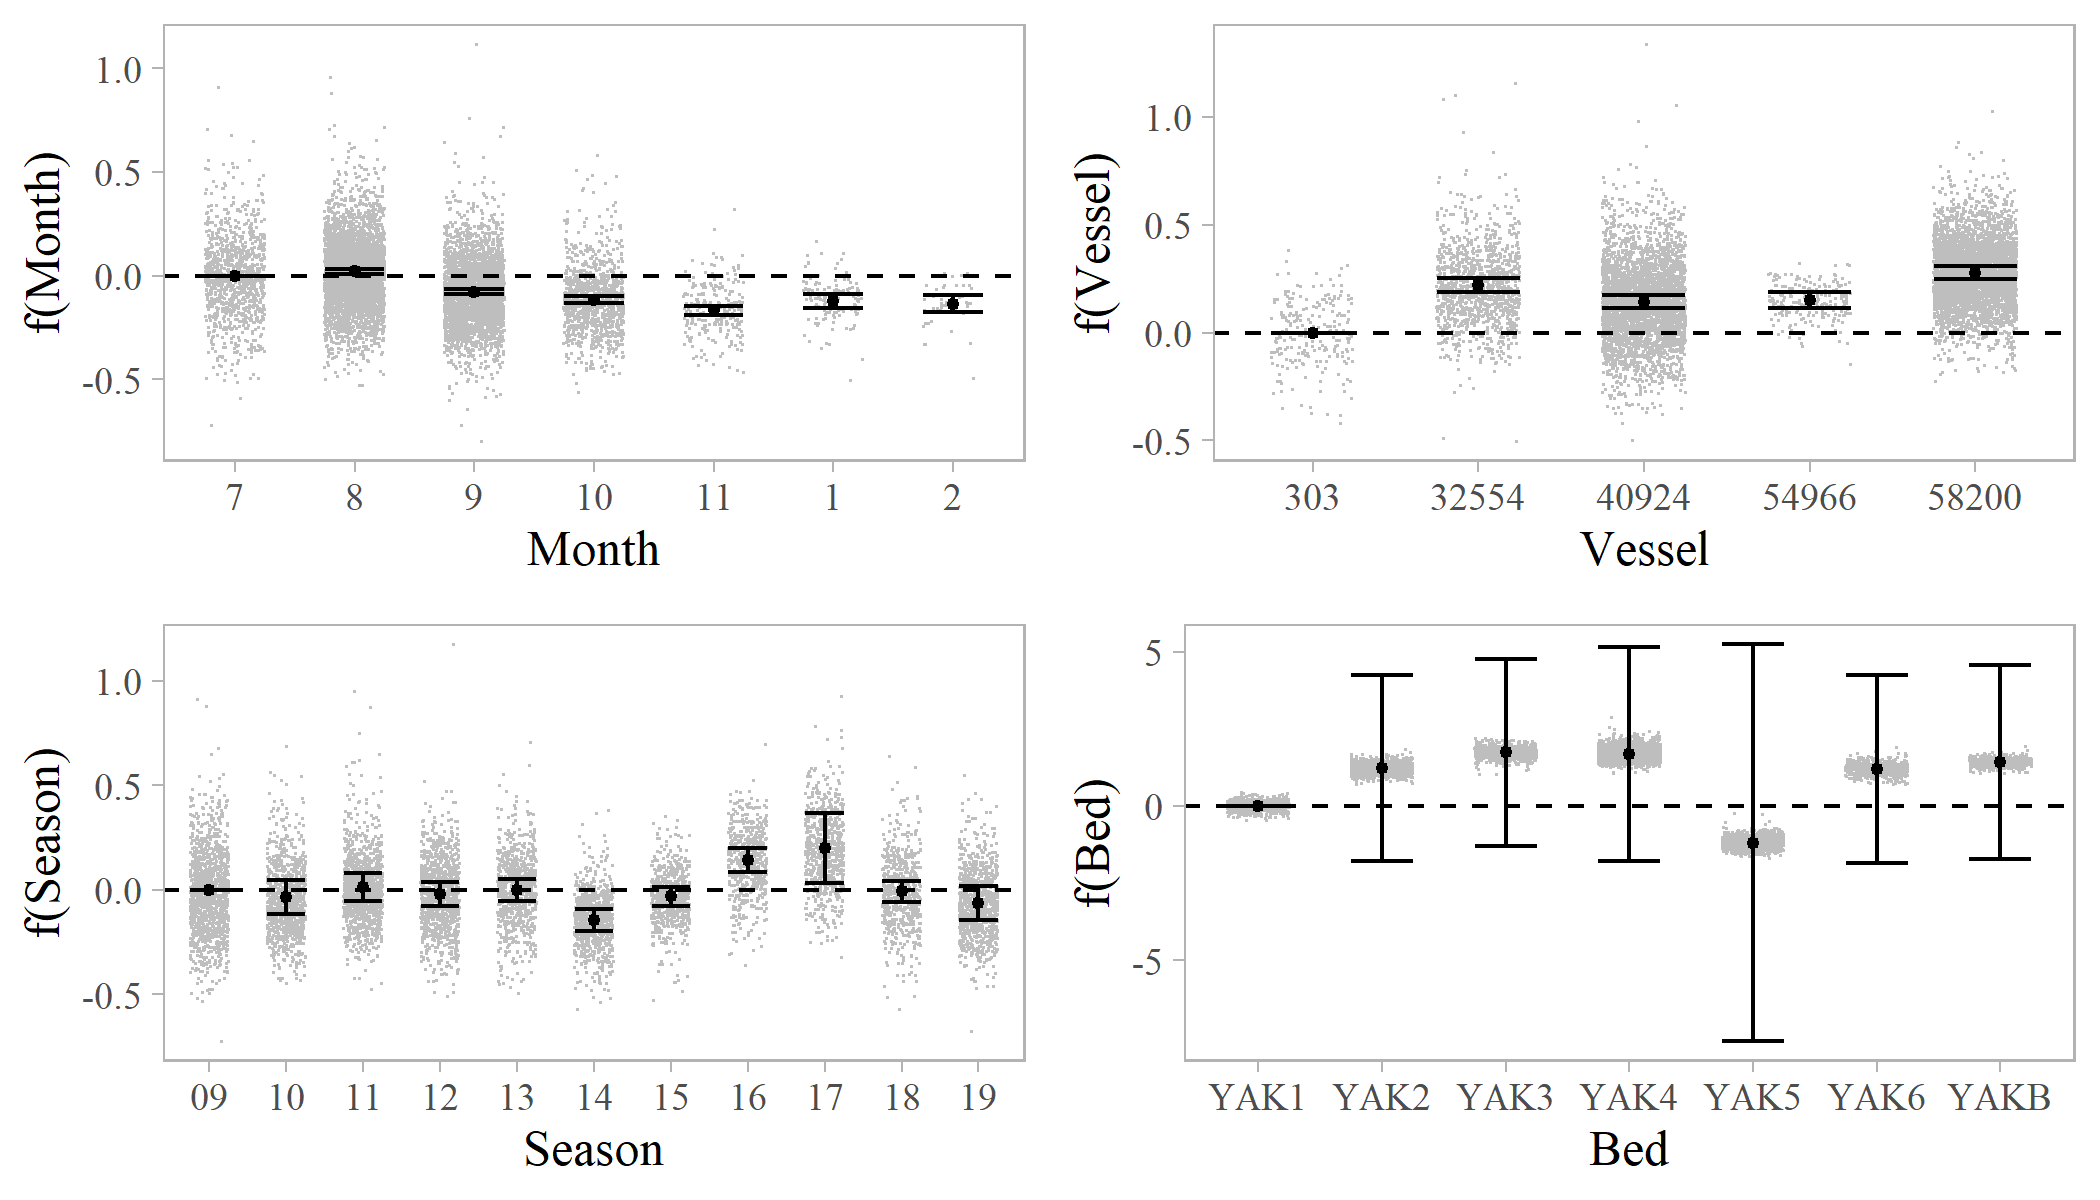 f(Month)
1.0
0.5
0.0
-0.5
7 8 9 10 11 1 2
Month
f(Vessel)
1.0
0.5
0.0
-0.5
303 32554 40924 54966 58200
Vessel
f(Season)
1.0
0.5
0.0
-0.5
09 10 11 12 13 14 15 16 17 18 19
Season
f(Bed)
5
0
-5
YAK1 YAK2 YAK3 YAK4 YAK5 YAK6 YAKB
Bed